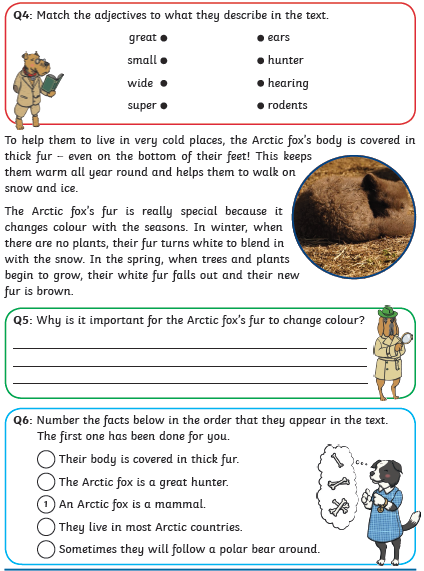 Q4: Match the adjectives to what they describe in the text.
great ● ● ears
small ● ● hunter
wide ● ● hearing
super ● ● rodents
To help them to live in very cold places, the Arctic fox's body is covered in
thick fur – even on the bottom of their feet! This keeps
them warm all year round and helps them to walk on
snow and ice.
The Arctic fox's fur is really special because it
changes colour with the seasons. In winter, when
there are no plants, their fur turns white to blend in
with the snow. In the spring, when trees and plants
begin to grow, their white fur falls out and their new
fur is brown.
Q5: Why is it important for the Arctic fox's fur to change colour?
Q6: Number the facts below in the order that they appear in the text.
The first one has been done for you.
Their body is covered in thick fur.
The Arctic fox is a great hunter.
1 An Arctic fox is a mammal.
They live in most Arctic countries.
Sometimes they will follow a polar bear around.